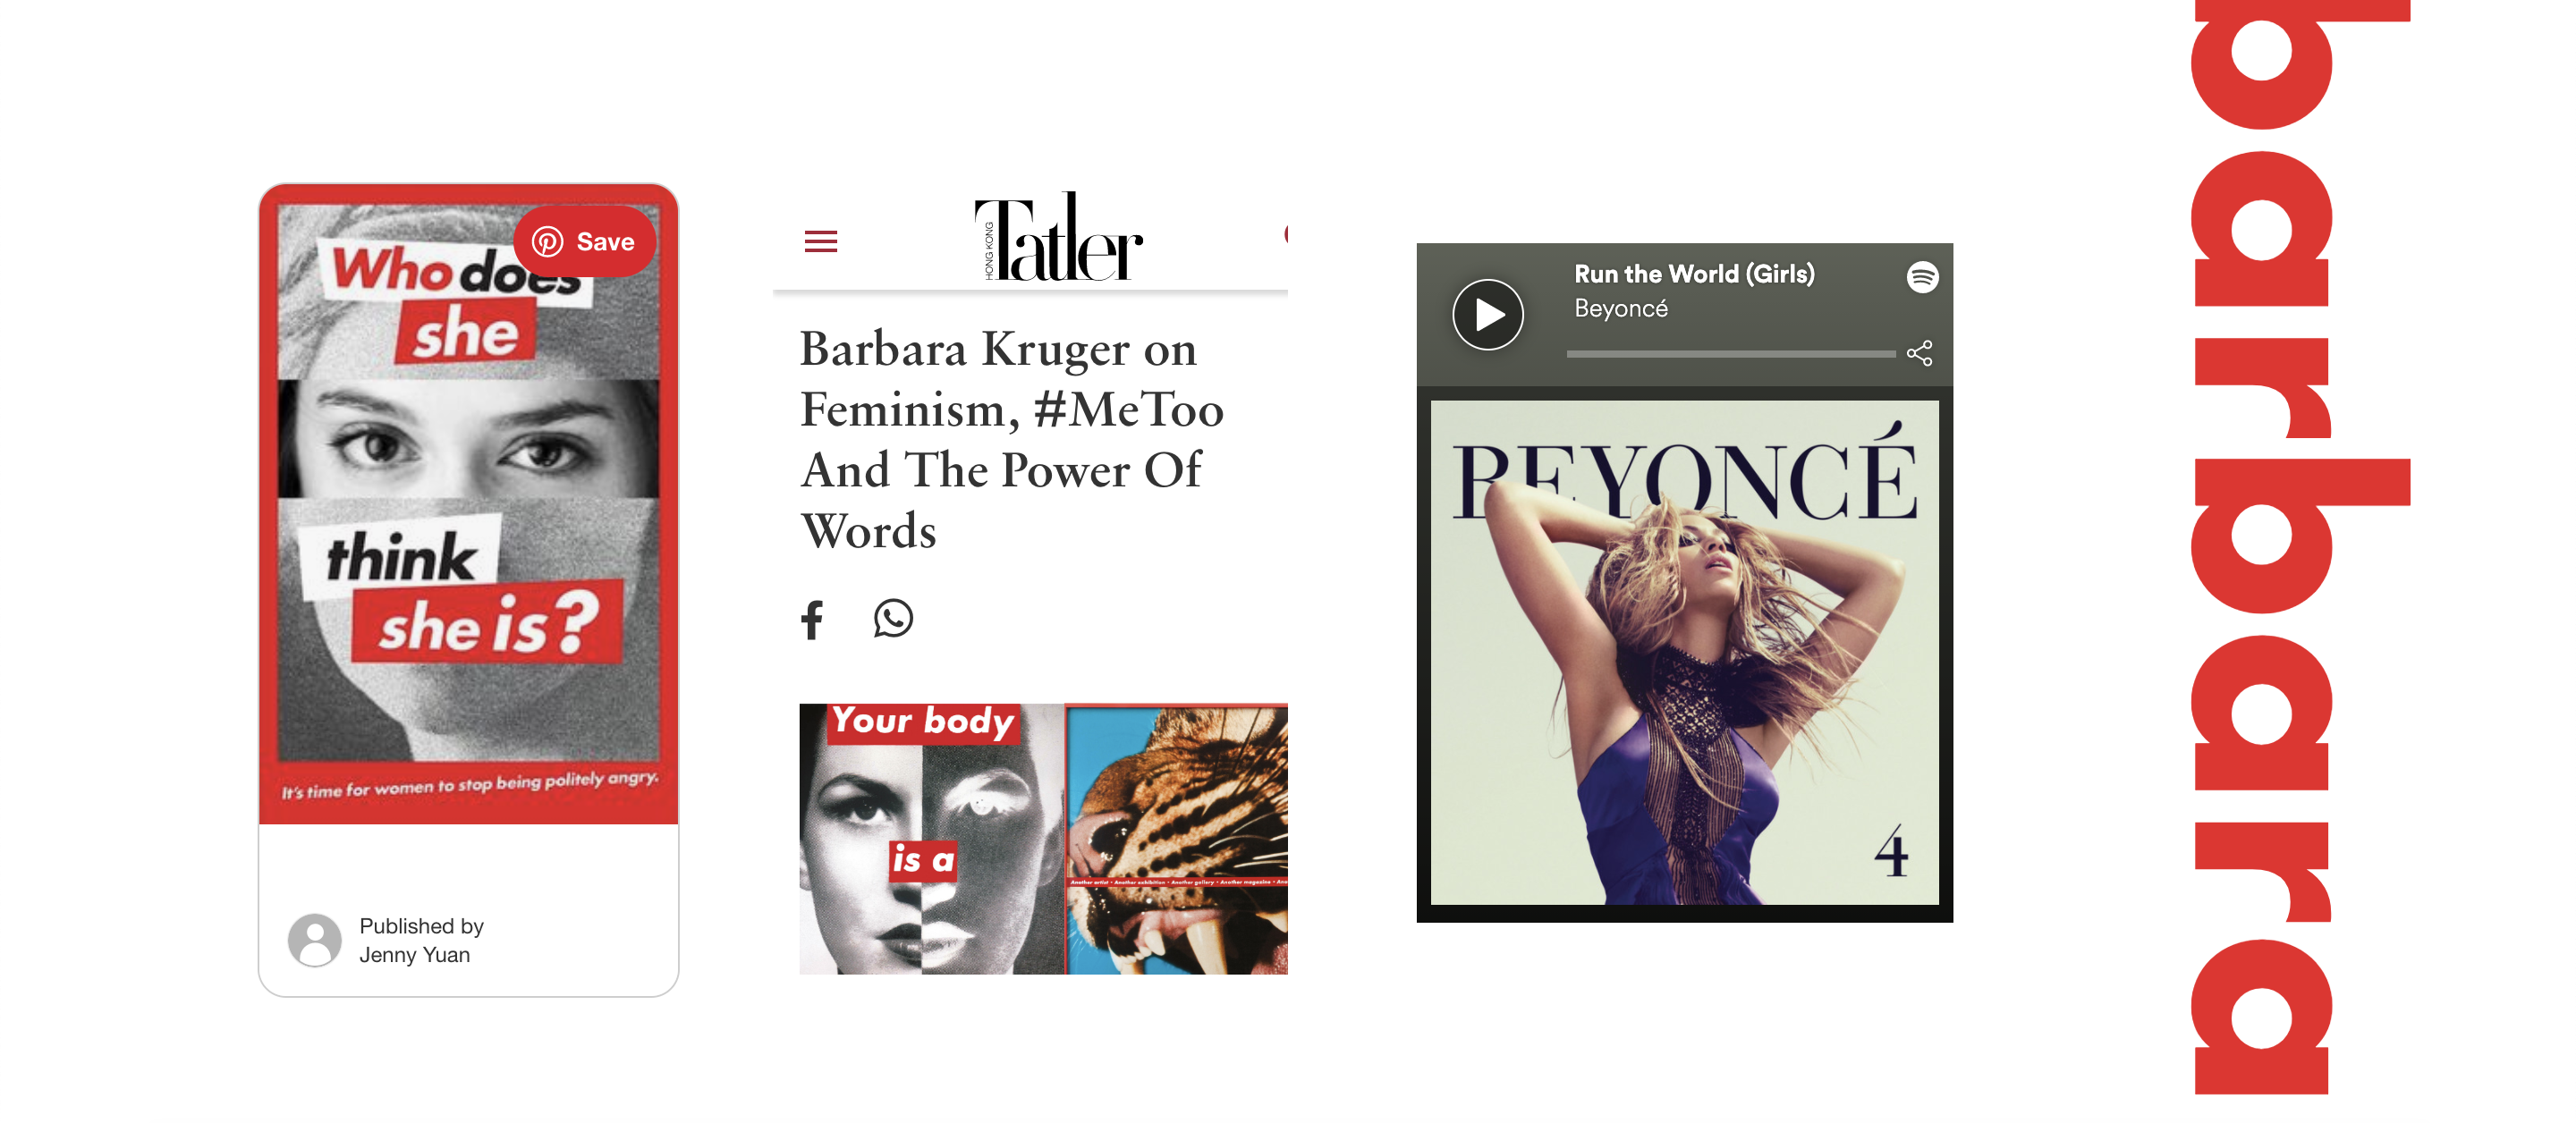 Save
Who does
she
think
she is?
It's time for women to stop being politely angry.
Published by
Jenny Yuan
HONG KONG
Tatler
Barbara Kruger on
Feminism, #MeToo
And The Power Of
Words
Your body
is a
Another artist • Another exhibition • Another gallery • Another magazine •
Run the World (Girls)
Beyoncé
BEYONCÉ
4
barbara